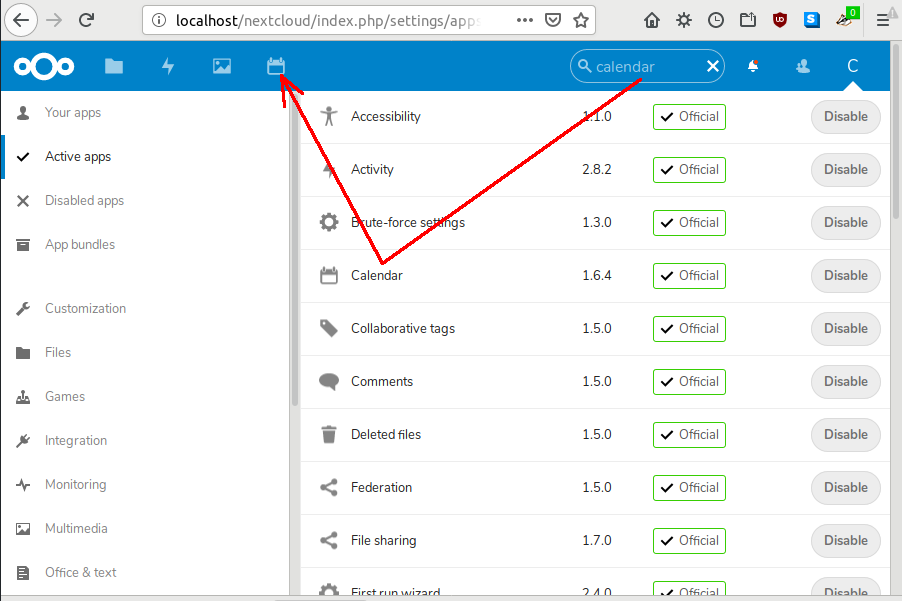 localhost/nextcloud/index.php/settings/apps
0
calendar
C
Your apps
Active apps
Disabled apps
App bundles
Customization
Files
Games
Integration
Monitoring
Multimedia
Office & text
Accessibility 1.1.0 Official Disable
Activity 2.8.2 Official Disable
Brute-force settings 1.3.0 Official Disable
Calendar 1.6.4 Official Disable
Collaborative tags 1.5.0 Official Disable
Comments 1.5.0 Official Disable
Deleted files 1.5.0 Official Disable
Federation 1.5.0 Official Disable
File sharing 1.7.0 Official Disable
First run wizard 2.4.0 Official Disable